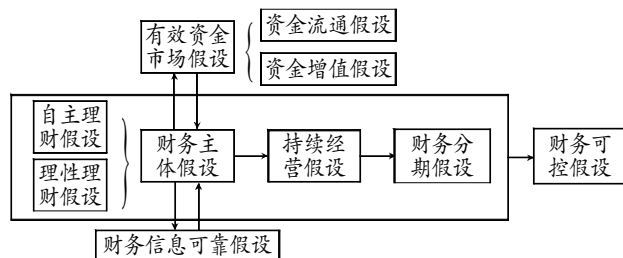 有效资金
市场假设
资金流通假设
资金增值假设
自主理
财假设
理性理
财假设
财务主
体假设
持续经
营假设
财务分
期假设
财务可
控假设
财务信息可靠假设